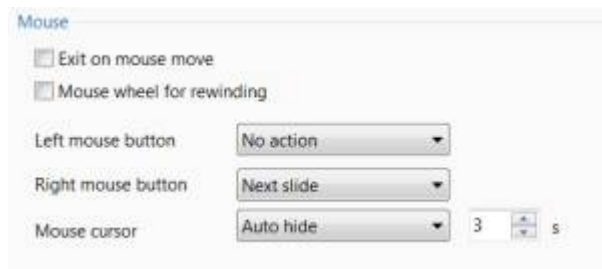 Mouse
Exit on mouse move
Mouse wheel for rewinding
Left mouse button No action
Right mouse button Next slide
Mouse cursor Auto hide 3 s